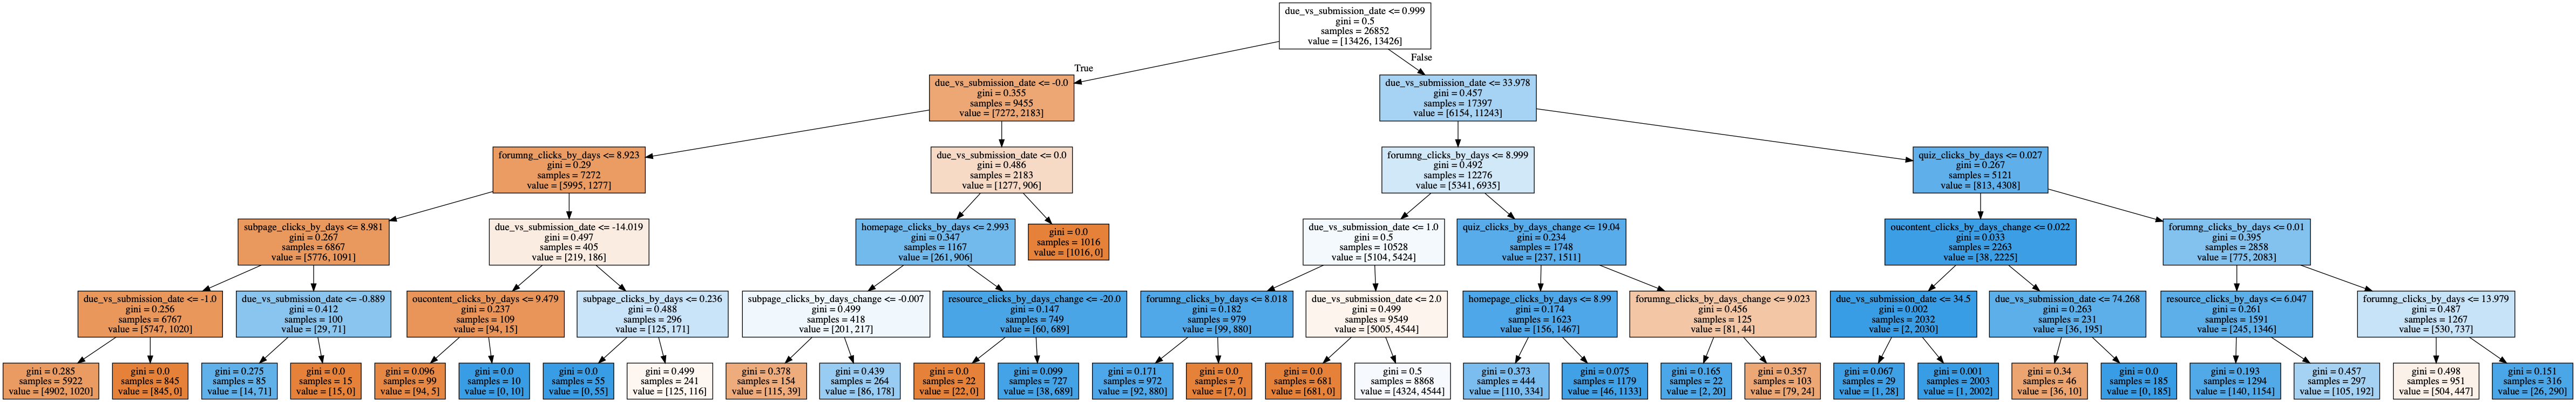 due_vs_submission_date <= 0.999
gini = 0.5
samples = 26852
value = [13426, 13426]
True
False
due_vs_submission_date <= -0.0
gini = 0.355
samples = 9455
value = [7272, 2183]
due_vs_submission_date <= 33.978
gini = 0.457
samples = 17397
value = [6154, 11243]
forumng_clicks_by_days <= 8.923
gini = 0.29
samples = 7272
value = [5995, 1277]
due_vs_submission_date <= 0.0
gini = 0.486
samples = 2183
value = [1277, 906]
forumng_clicks_by_days <= 8.999
gini = 0.492
samples = 12276
value = [5341, 6935]
quiz_clicks_by_days <= 0.027
gini = 0.267
samples = 5121
value = [813, 4308]
subpage_clicks_by_days <= 8.981
gini = 0.267
samples = 6867
value = [5776, 1091]
due_vs_submission_date <= -14.019
gini = 0.497
samples = 405
value = [219, 186]
homepage_clicks_by_days <= 2.993
gini = 0.347
samples = 1167
value = [261, 906]
gini = 0.0
samples = 1016
value = [1016, 0]
due_vs_submission_date <= 1.0
gini = 0.5
samples = 10528
value = [5104, 5424]
quiz_clicks_by_days_change <= 19.04
gini = 0.234
samples = 1748
value = [237, 1511]
oucontent_clicks_by_days_change <= 0.022
gini = 0.033
samples = 2263
value = [38, 2225]
forumng_clicks_by_days <= 0.01
gini = 0.395
samples = 2858
value = [775, 2083]
due_vs_submission_date <= -1.0
gini = 0.256
samples = 6767
value = [5747, 1020]
due_vs_submission_date <= -0.889
gini = 0.412
samples = 100
value = [29, 71]
oucontent_clicks_by_days <= 9.479
gini = 0.237
samples = 109
value = [94, 15]
subpage_clicks_by_days <= 0.236
gini = 0.488
samples = 296
value = [125, 171]
subpage_clicks_by_days_change <= -0.007
gini = 0.499
samples = 418
value = [201, 217]
resource_clicks_by_days_change <= -20.0
gini = 0.147
samples = 749
value = [60, 689]
forumng_clicks_by_days <= 8.018
gini = 0.182
samples = 979
value = [99, 880]
due_vs_submission_date <= 2.0
gini = 0.499
samples = 9549
value = [5005, 4544]
homepage_clicks_by_days <= 8.99
gini = 0.174
samples = 1623
value = [156, 1467]
forumng_clicks_by_days_change <= 9.023
gini = 0.456
samples = 125
value = [81, 44]
due_vs_submission_date <= 34.5
gini = 0.002
samples = 2032
value = [2, 2030]
due_vs_submission_date <= 74.268
gini = 0.263
samples = 231
value = [36, 195]
resource_clicks_by_days <= 6.047
gini = 0.261
samples = 1591
value = [245, 1346]
forumng_clicks_by_days <= 13.979
gini = 0.487
samples = 1267
value = [530, 737]
gini = 0.285
samples = 5922
value = [4902, 1020]
gini = 0.0
samples = 845
value = [845, 0]
gini = 0.275
samples = 85
value = [14, 71]
gini = 0.0
samples = 15
value = [15, 0]
gini = 0.096
samples = 99
value = [94, 5]
gini = 0.0
samples = 10
value = [0, 10]
gini = 0.0
samples = 55
value = [0, 55]
gini = 0.499
samples = 241
value = [125, 116]
gini = 0.378
samples = 154
value = [115, 39]
gini = 0.439
samples = 264
value = [86, 178]
gini = 0.0
samples = 22
value = [22, 0]
gini = 0.099
samples = 727
value = [38, 689]
gini = 0.171
samples = 972
value = [92, 880]
gini = 0.0
samples = 7
value = [7, 0]
gini = 0.0
samples = 681
value = [681, 0]
gini = 0.5
samples = 8868
value = [4324, 4544]
gini = 0.373
samples = 444
value = [110, 334]
gini = 0.075
samples = 1179
value = [46, 1133]
gini = 0.165
samples = 22
value = [2, 20]
gini = 0.357
samples = 103
value = [79, 24]
gini = 0.067
samples = 29
value = [1, 28]
gini = 0.001
samples = 2003
value = [1, 2002]
gini = 0.34
samples = 46
value = [36, 10]
gini = 0.0
samples = 185
value = [0, 185]
gini = 0.193
samples = 1294
value = [140, 1154]
gini = 0.457
samples = 297
value = [105, 192]
gini = 0.498
samples = 951
value = [504, 447]
gini = 0.151
samples = 316
value = [26, 290]